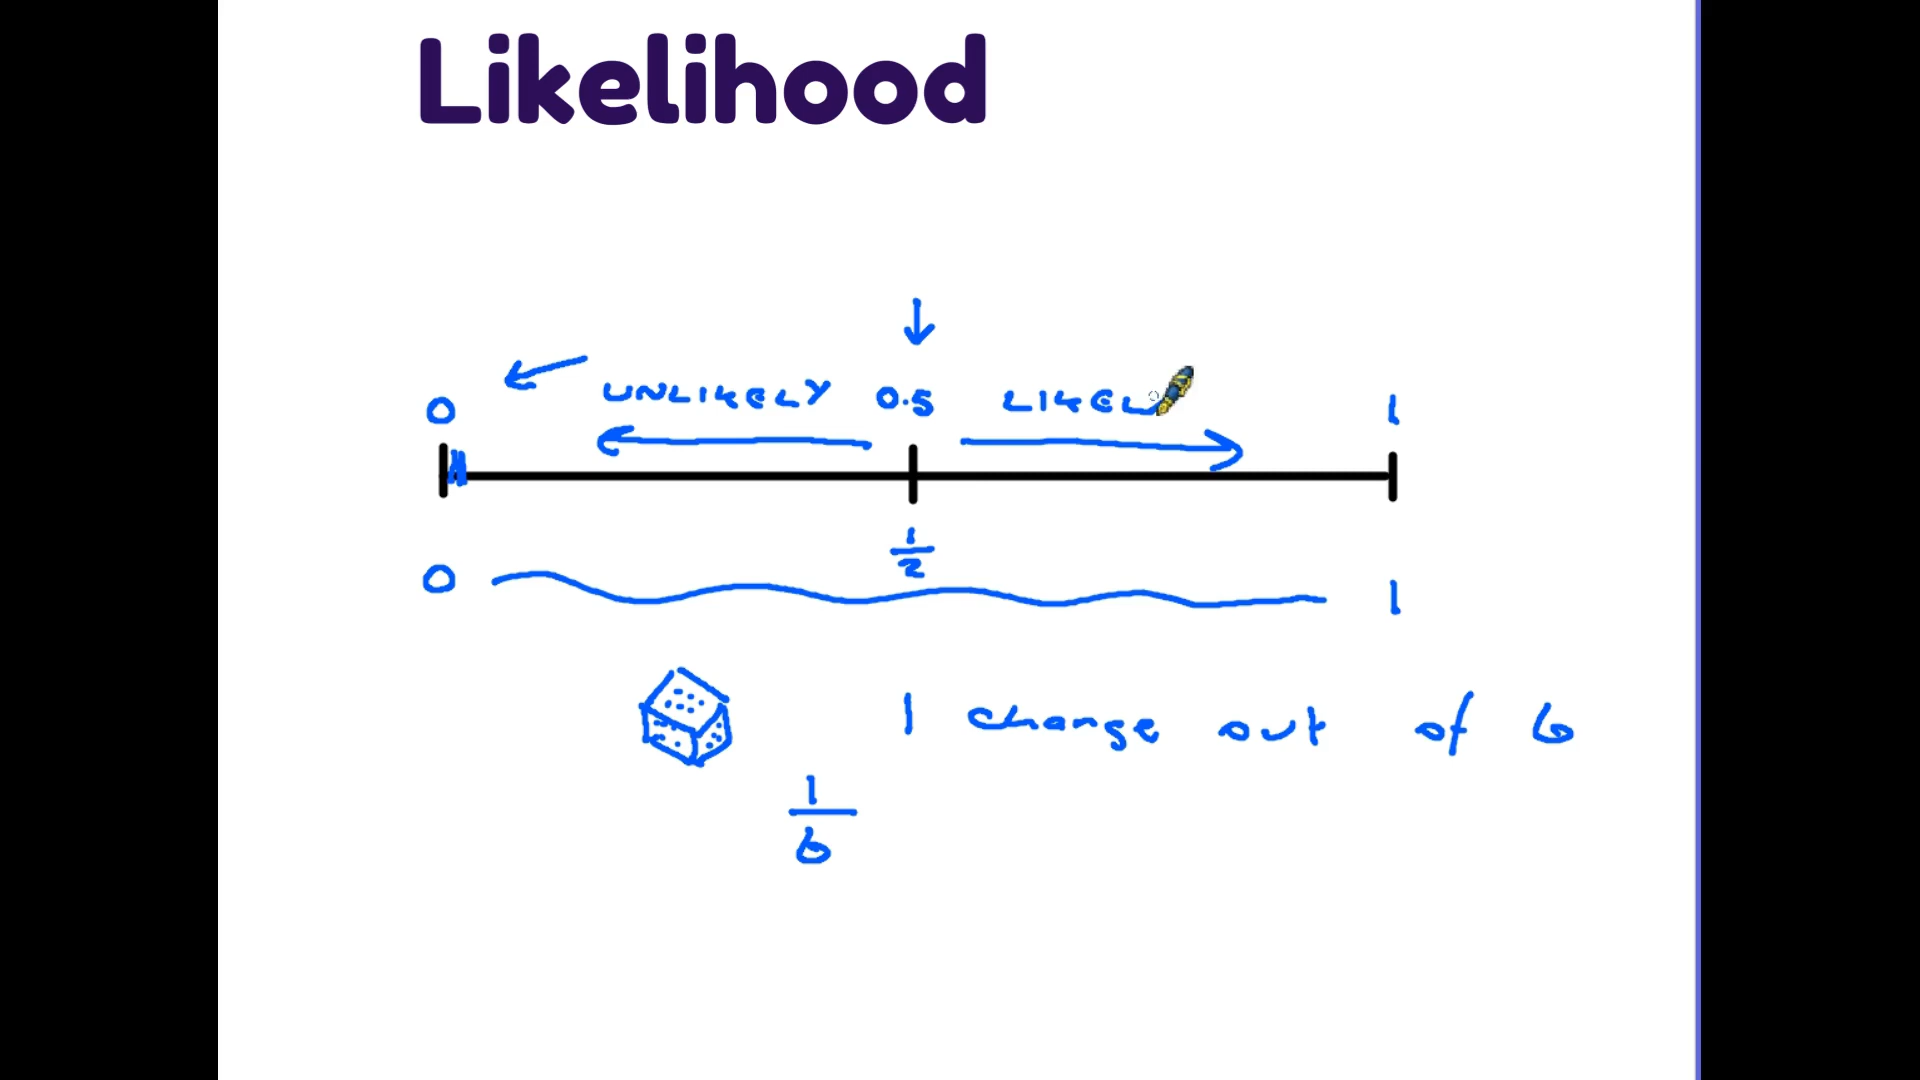 Likelihood
0 UNLIKELY 0.5 LIKEL 1
1/2
0 1
1 change out of 6
1/6